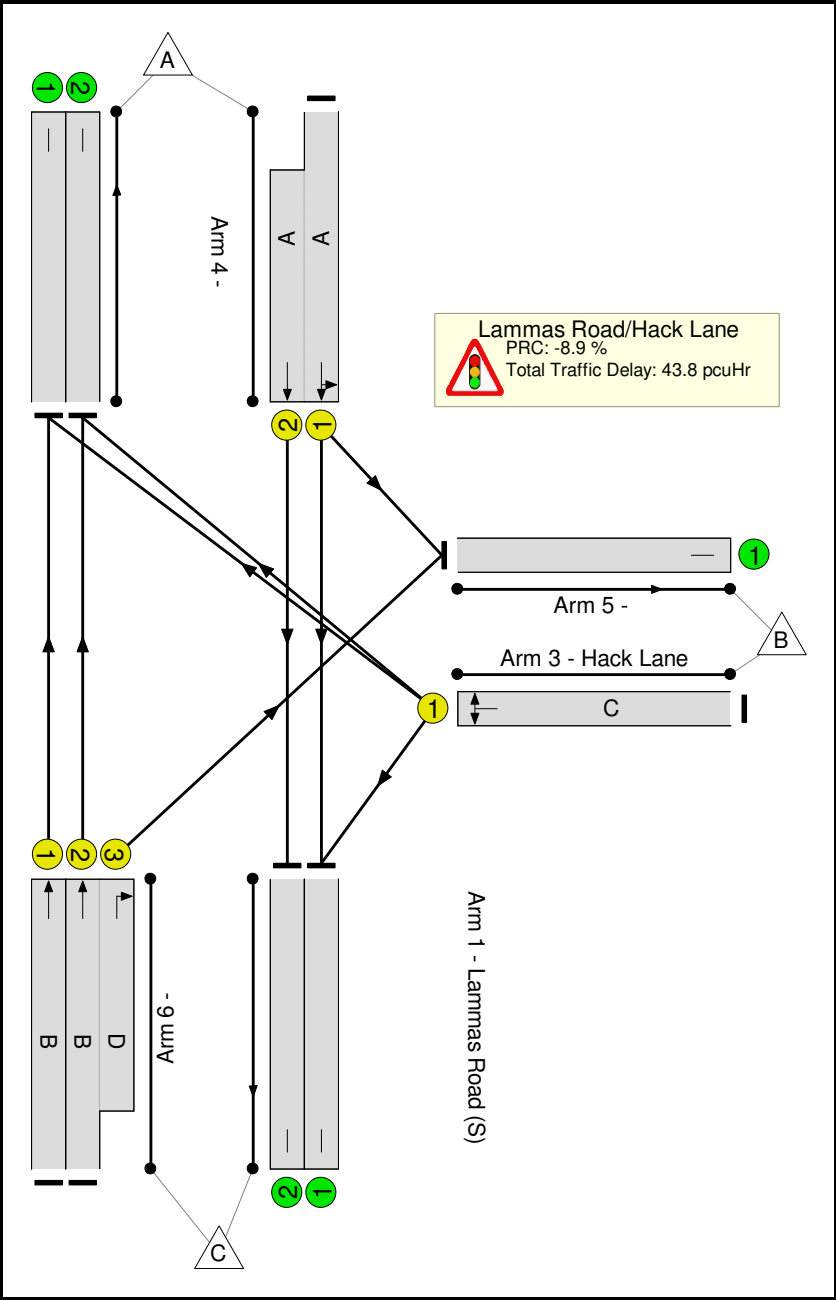 A
1
2
Arm 4 -
A
A
Lammas Road/Hack Lane
PRC: -8.9 %
Total Traffic Delay: 43.8 pcuHr
2
1
1
Arm 5 -
B
Arm 3 - Hack Lane
1
C
1
2
3
Arm 1 - Lammas Road (S)
B
B
D
Arm 6 -
2
1
C